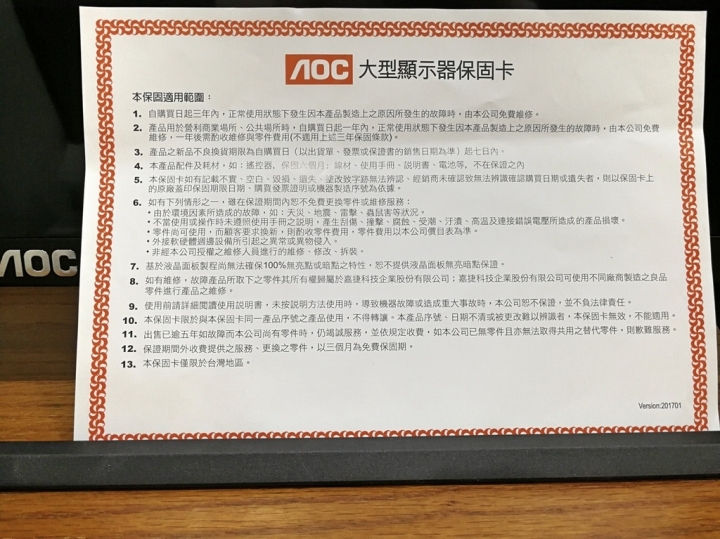 AOC 大型顯示器保固卡
本保固適用範圍：
1. 自購買日起三年內，正常使用狀態下發生因本產品製造上之原因所發生的故障時，由本公司免費維修。
2. 產品用於營利商業場所、公共場所時，自購買日起一年內，正常使用狀態下發生因本產品製造上之原因所發生的故障時，由本公司免費
維修，一年後需酌收維修與零件費用(不適用上述三年保固條款)。
3. 產品之新品不良換貨期限為自購買日（以出貨單、發票或保證書的銷售日期為準）起七日內。
4. 本產品配件及耗材，如：遙控器，保固六個月；線材、使用手冊、說明書、電池等，不在保證之內
5. 本保固卡如有記載不實、空白、毀損、遺失、塗改致字跡無法辨認、經銷商未確認致無法辨識確認購買日期或遺失者，則以保固卡上
的原廠蓋印保固期限日期、購買發票證明或機器製造序號為依據。
6. 如有下列情形之一，雖在保證期間內恕不免費更換零件或維修服務：
•由於環境因素所造成的故障，如：天災、地震、雷擊、蟲鼠害等狀況。
•不當使用或操作時未遵照使用手冊之說明，產生刮傷、撞擊、腐蝕、受潮、汙漬、高溫及連接錯誤電壓所造成的產品損壞。
•零件尚可使用，而顧客要求換新，則酌收零件費用，零件費用以本公司價目表為準。
•外接軟硬體週邊設備所引起之異常或異物侵入。
•非經本公司授權之維修人員進行的維修、修改、拆裝。
7. 基於液晶面板製程尚無法確保100%無亮點或暗點之特性，恕不提供液晶面板無亮暗點保證。
8. 如有維修，故障產品所取下之零件其所有權歸屬於嘉捷科技企業股份有限公司；嘉捷科技企業股份有限公司可使用不同廠商製造之良品
零件進行產品之維修。
9. 使用前請詳細閱讀使用說明書，未按說明方法使用時，導致機器故障或造成重大事故時，本公司恕不保證，並不負法律責任。
10. 本保固卡限於與本保固卡同一產品序號之產品使用，不得轉讓。本產品序號、日期不清或被更改難以辨識者，本保固卡無效，不能適用。
11. 出售已逾五年如故障而本公司尚有零件時，仍竭誠服務，並依規定收費，如本公司已無零件且亦無法取得共用之替代零件，則歉難服務。
12. 保證期間外收費提供之服務、更換之零件，以三個月為免費保固期。
13. 本保固卡僅限於台灣地區。
Version:201701
AOC